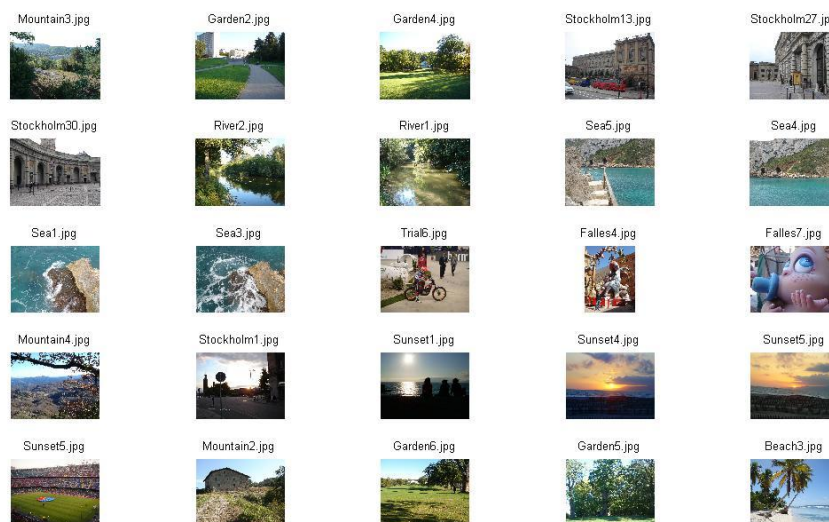 Mountain3.jpg Garden2.jpg Garden4.jpg Stockholm13.jpg Stockholm27.jp
Stockholm30.jpg River2.jpg River1.jpg Sea5.jpg Sea4.jpg
Sea1.jpg Sea3.jpg Trial6.jpg Falles4.jpg Falles7.jpg
Mountain4.jpg Stockholm1.jpg Sunset1.jpg Sunset4.jpg Sunset5.jpg
Sunset5.jpg Mountain2.jpg Garden6.jpg Garden5.jpg Beach3.jpg